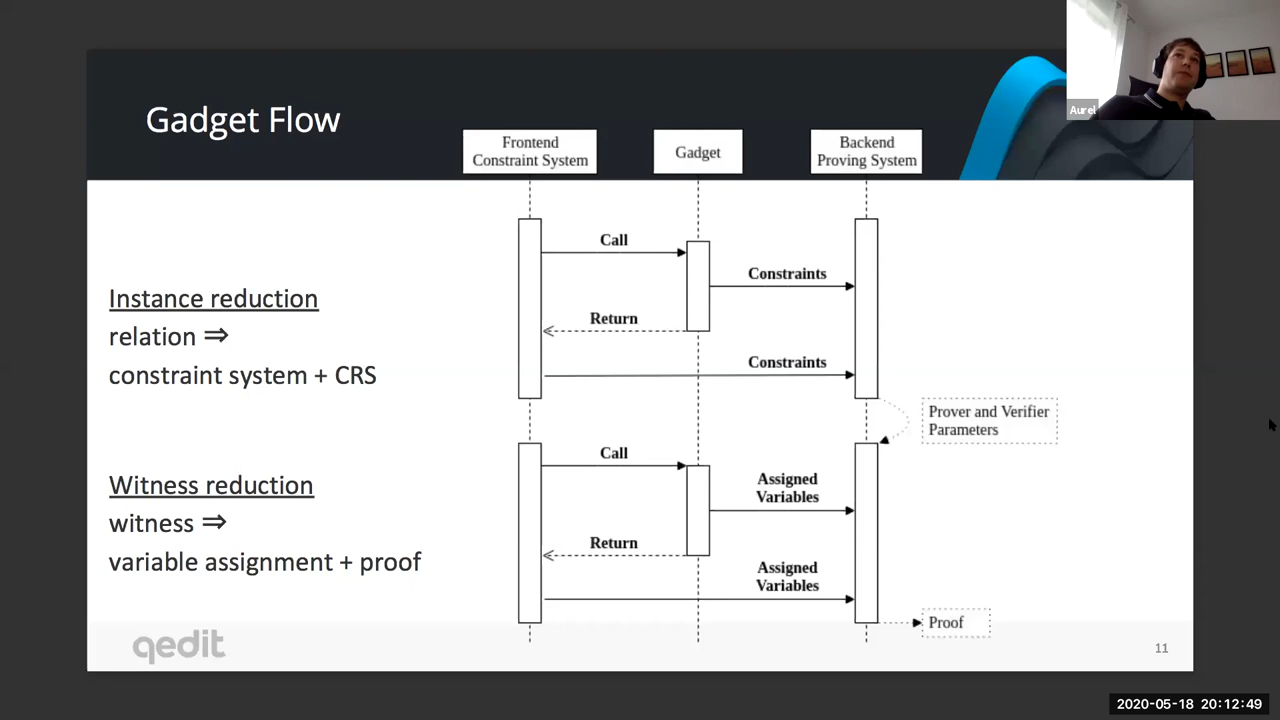 Aurel
Gadget Flow
Frontend
Constraint System
Gadget
Backend
Proving System
Call
Constraints
Instance reduction
Return
relation ⇒
Constraints
constraint system + CRS
Prover and Verifier
Parameters
Call
Assigned
Variables
Witness reduction
witness ⇒
Return
variable assignment + proof
Assigned
Variables
Proof
qedit
11
2020-05-18 20:12:49